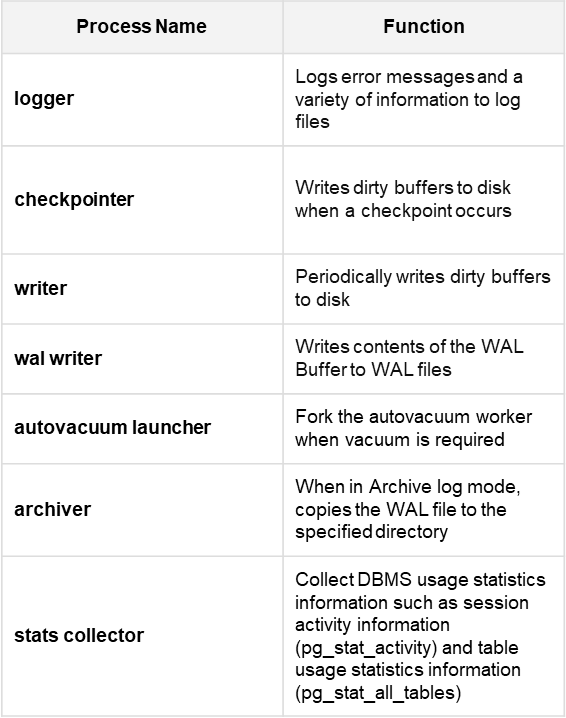 Process Name
Function
logger
Logs error messages and a
variety of information to log
files
checkpointer
Writes dirty buffers to disk
when a checkpoint occurs
writer
Periodically writes dirty buffers
to disk
wal writer
Writes contents of the WAL
Buffer to WAL files
autovacuum launcher
Fork the autovacuum worker
when vacuum is required
archiver
When in Archive log mode,
copies the WAL file to the
specified directory
stats collector
Collect DBMS usage statistics
information such as session
activity information
(pg_stat_activity) and table
usage statistics information
(pg_stat_all_tables)